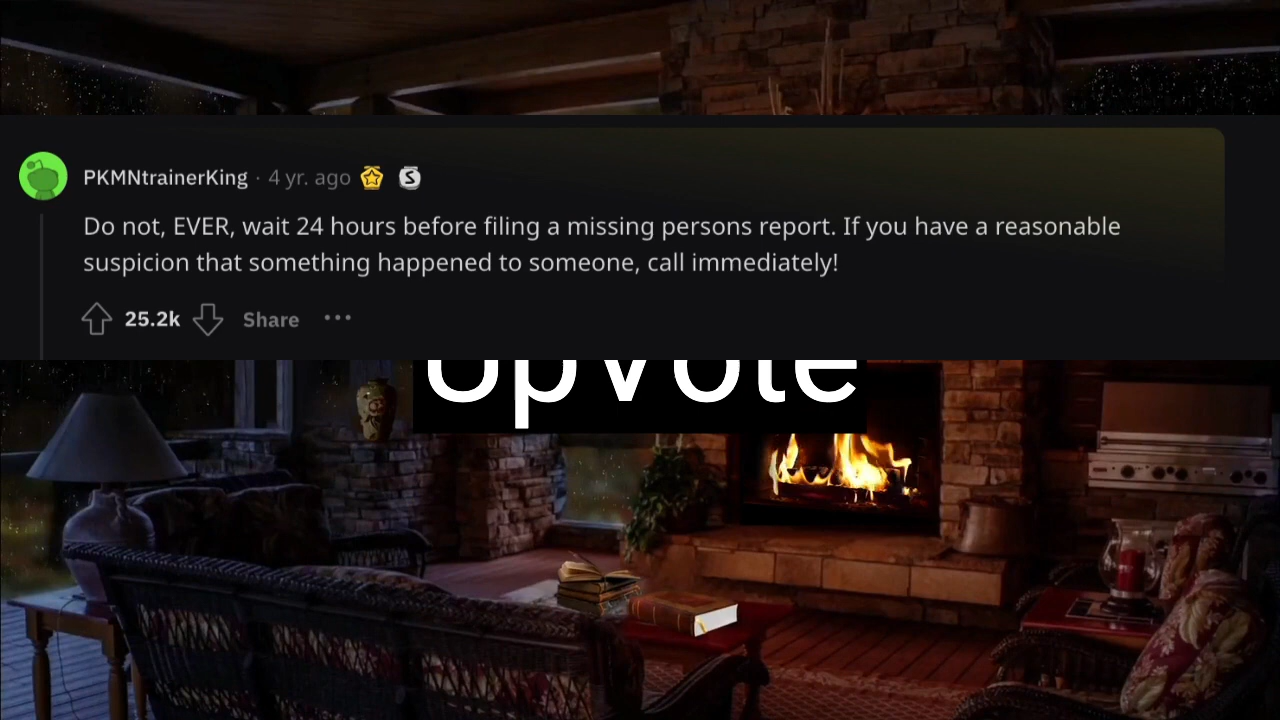 PKMNtrainerKing · 4 yr. ago
Do not, EVER, wait 24 hours before filing a missing persons report. If you have a reasonable
suspicion that something happened to someone, call immediately!
25.2k Share ···
UpVote